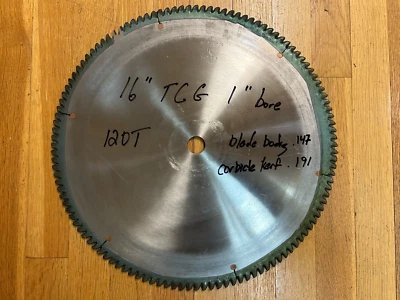 16" TCG 1" bore
120T
blade body .147
carbide kerf .191